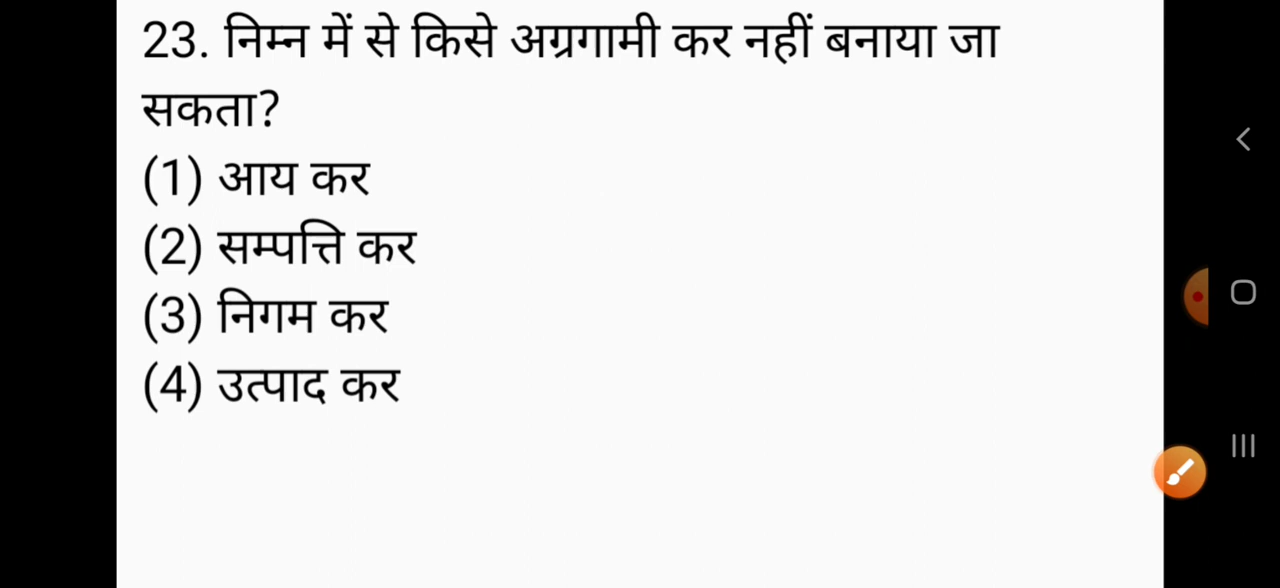 23. निम्न में से किसे अग्रगामी कर नहीं बनाया जा
सकता?
(1) आय कर
(2) सम्पत्ति कर
(3) निगम कर
(4) उत्पाद कर